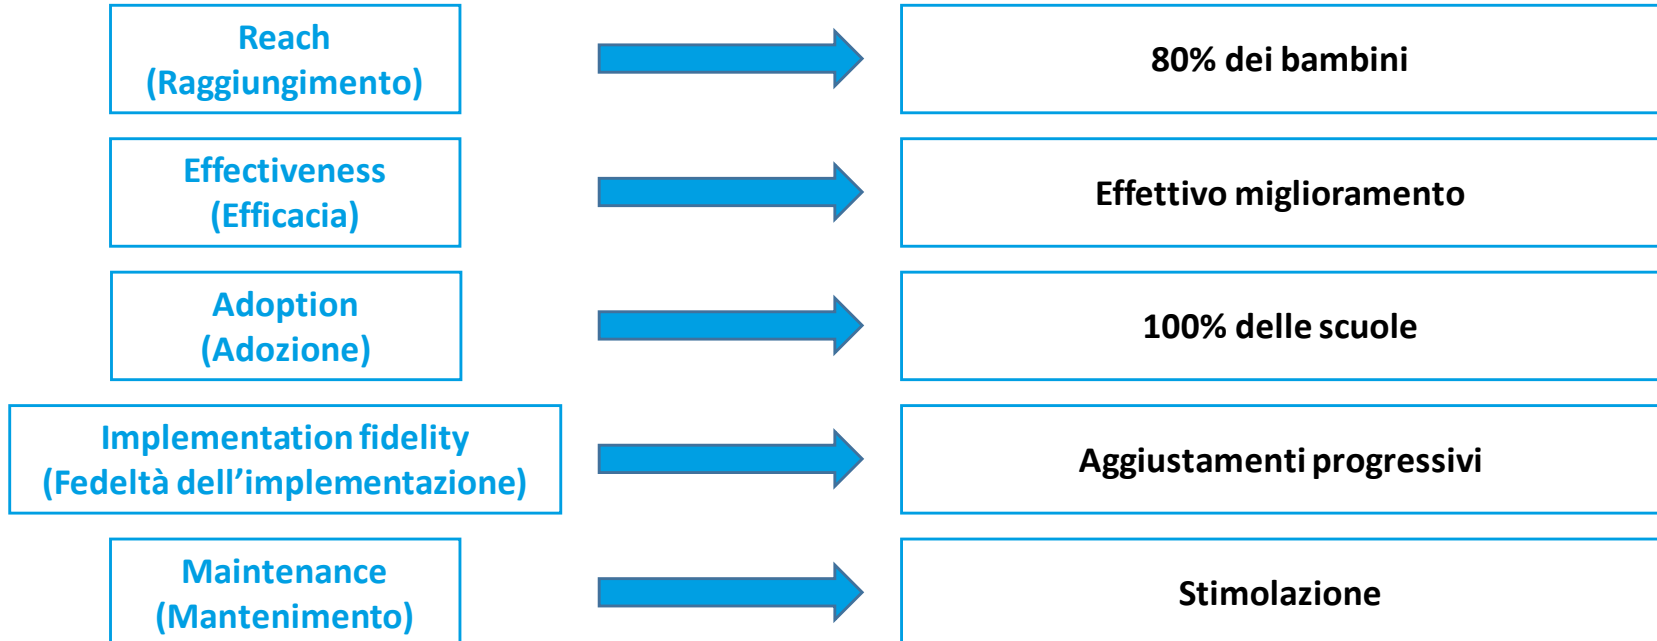 Reach
(Raggiungimento)
80% dei bambini
Effectiveness
(Efficacia)
Effettivo miglioramento
Adoption
(Adozione)
100% delle scuole
Implementation fidelity
(Fedeltà dell’implementazione)
Aggiustamenti progressivi
Maintenance
(Mantenimento)
Stimolazione